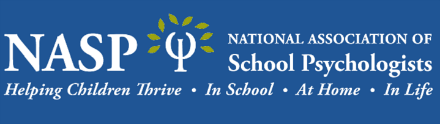 NASP
NATIONAL ASSOCIATION OF
School Psychologists
Helping Children Thrive • In School • At Home • In Life